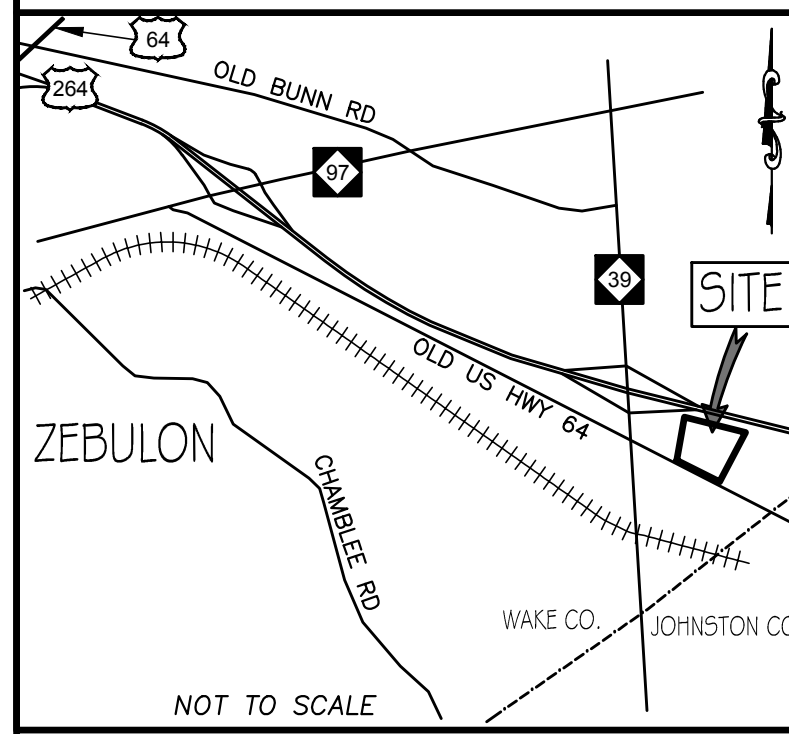 64
264
OLD BUNN RD
97
39
SITE
OLD US HWY 64
ZEBULON
CHAMBLEE RD
WAKE CO.
JOHNSTON CO
NOT TO SCALE